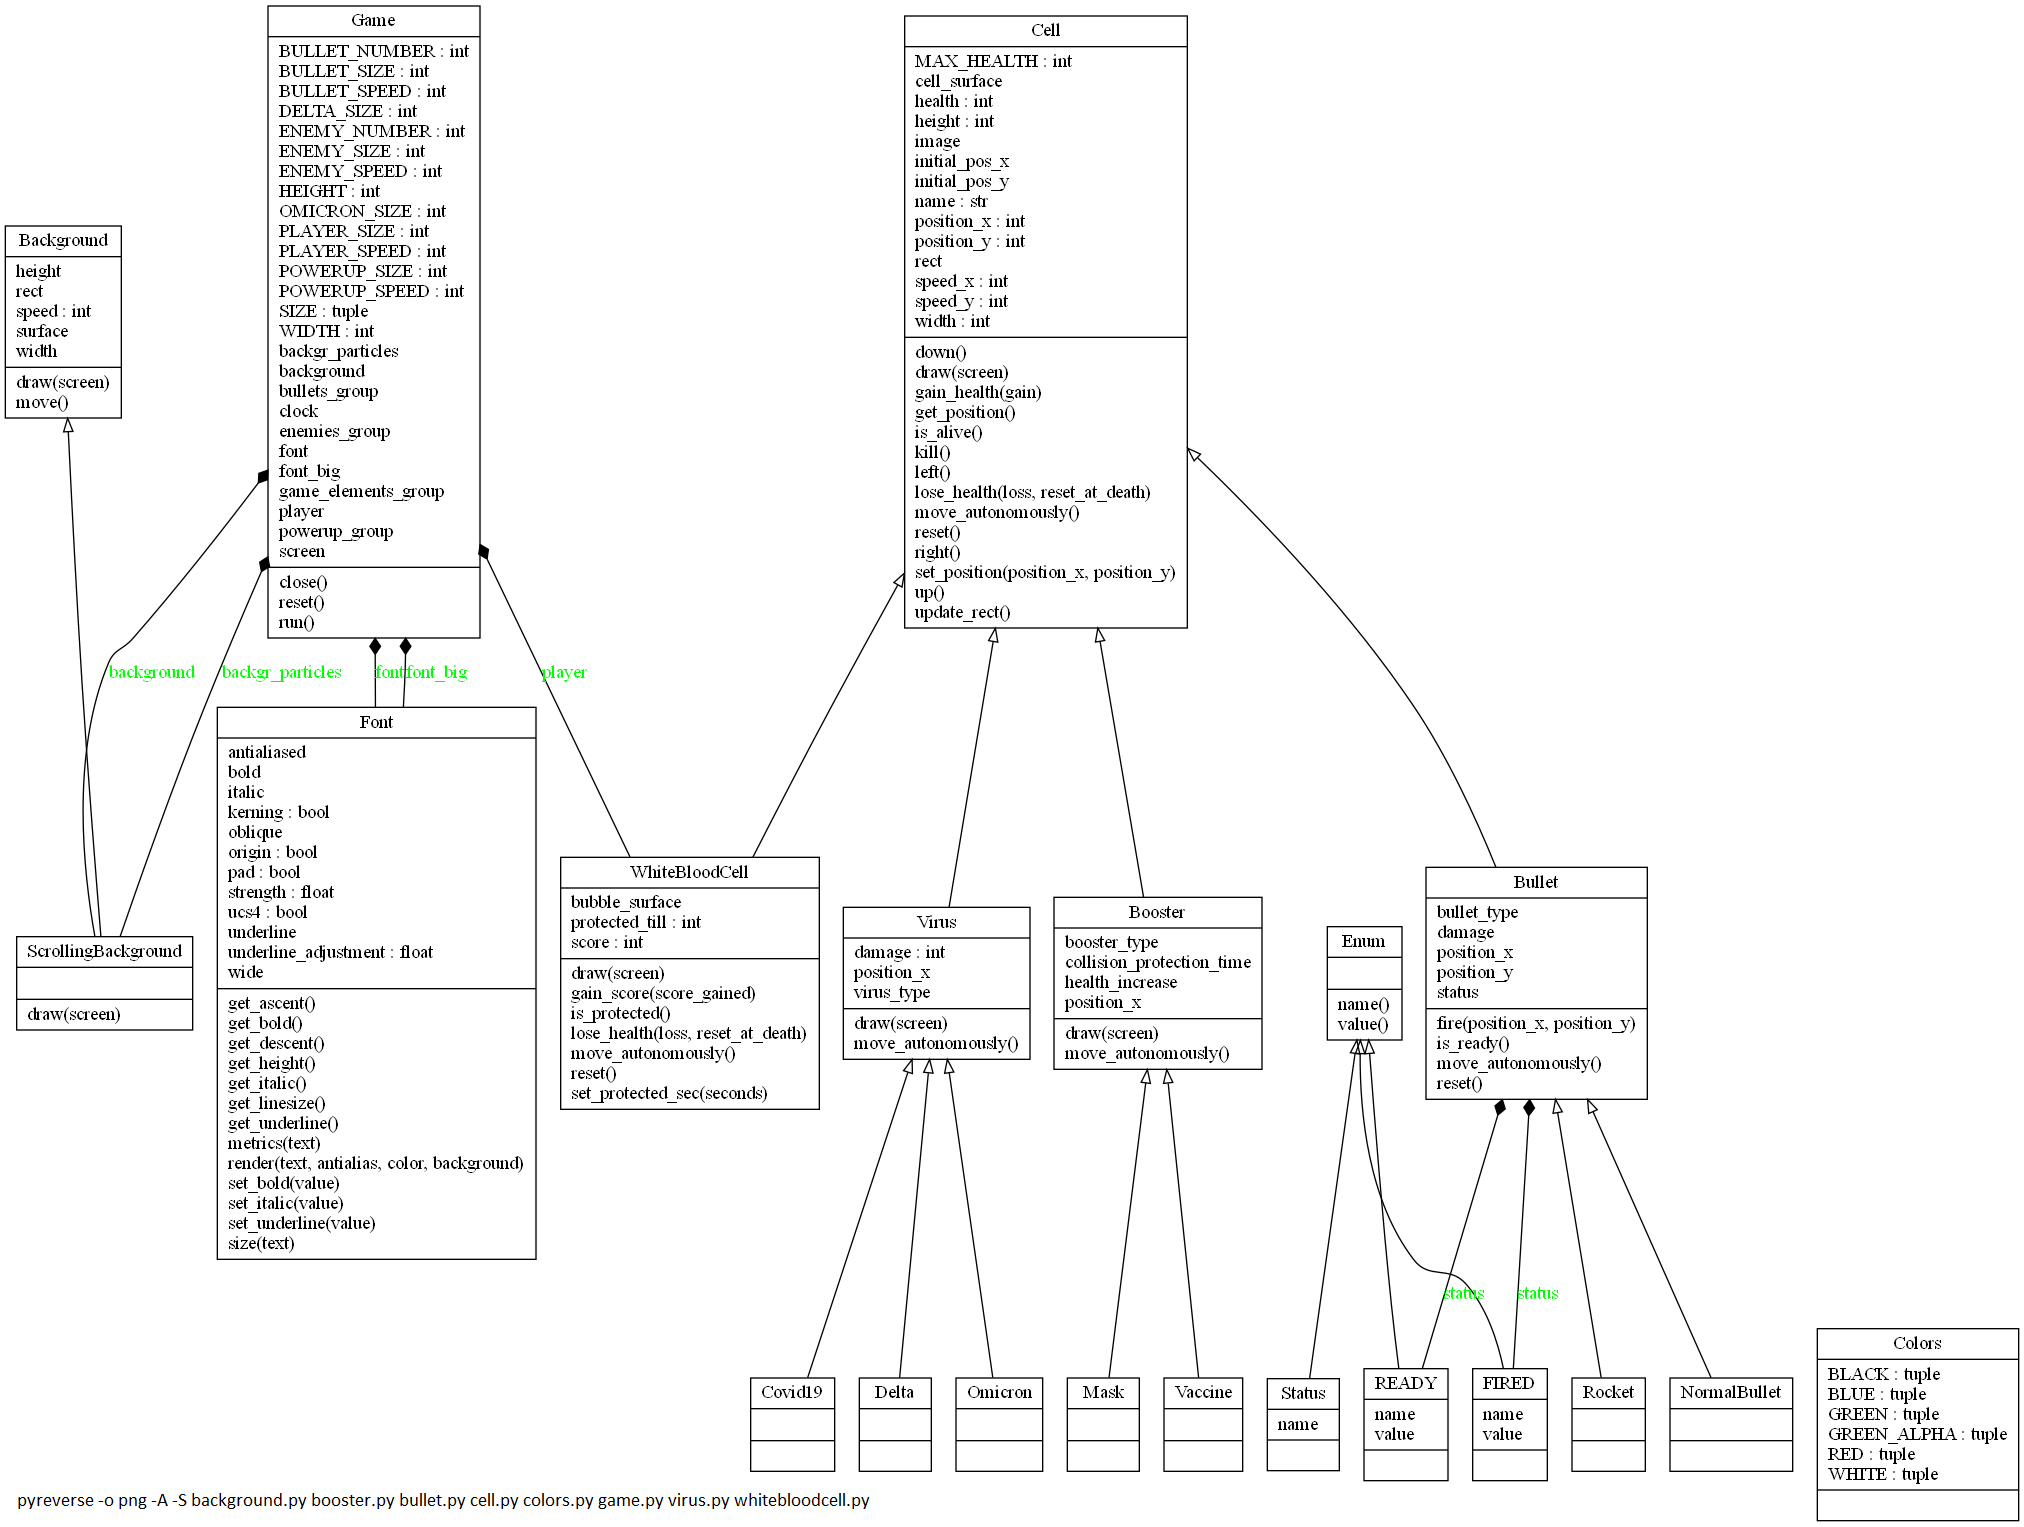 Game
BULLET_NUMBER : int
BULLET_SIZE : int
BULLET_SPEED : int
DELTA_SIZE : int
ENEMY_NUMBER : int
ENEMY_SIZE : int
ENEMY_SPEED : int
HEIGHT : int
OMICRON_SIZE : int
PLAYER_SIZE : int
PLAYER_SPEED : int
POWERUP_SIZE : int
POWERUP_SPEED : int
SIZE : tuple
WIDTH : int
backgr_particles
background
bullets_group
clock
enemies_group
font
font_big
game_elements_group
player
powerup_group
screen
close()
reset()
run()
Cell
MAX_HEALTH : int
cell_surface
health : int
height : int
image
initial_pos_x
initial_pos_y
name : str
position_x : int
position_y : int
rect
speed_x : int
speed_y : int
width : int
down()
draw(screen)
gain_health(gain)
get_position()
is_alive()
kill()
left()
lose_health(loss, reset_at_death)
move_autonomously()
reset()
right()
set_position(position_x, position_y)
up()
update_rect()
Background
height
rect
speed : int
surface
width
draw(screen)
move()
background
backgr_particles
font
font_big
player
Font
antialiased
bold
italic
kerning : bool
oblique
origin : bool
pad : bool
strength : float
ucs4 : bool
underline
underline_adjustment : float
wide
get_ascent()
get_bold()
get_descent()
get_height()
get_italic()
get_linesize()
get_underline()
metrics(text)
render(text, antialias, color, background)
set_bold(value)
set_italic(value)
set_underline(value)
size(text)
ScrollingBackground
draw(screen)
WhiteBloodCell
bubble_surface
protected_till : int
score : int
draw(screen)
gain_score(score_gained)
is_protected()
lose_health(loss, reset_at_death)
move_autonomously()
reset()
set_protected_sec(seconds)
Virus
damage : int
position_x
virus_type
draw(screen)
move_autonomously()
Booster
booster_type
collision_protection_time
health_increase
position_x
draw(screen)
move_autonomously()
Enum
name()
value()
Bullet
bullet_type
damage
position_x
position_y
status
fire(position_x, position_y)
is_ready()
move_autonomously()
reset()
status
status
Covid19
Delta
Omicron
Mask
Vaccine
Status
name
READY
name
value
FIRED
name
value
Rocket
NormalBullet
Colors
BLACK : tuple
BLUE : tuple
GREEN : tuple
GREEN_ALPHA : tuple
RED : tuple
WHITE : tuple
pyreverse -o png -A -S background.py booster.py bullet.py cell.py colors.py game.py virus.py whitebloodcell.py